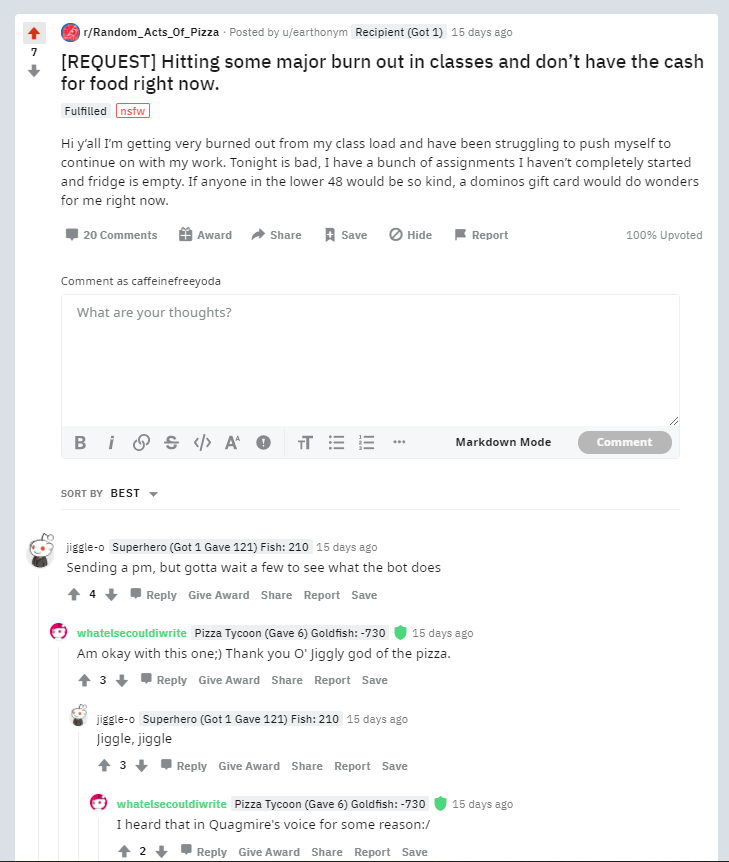 r/Random_Acts_Of_Pizza · Posted by u/earthonym Recipient (Got 1) 15 days ago
7
[REQUEST] Hitting some major burn out in classes and don't have the cash
for food right now.
Fulfilled nsfw
Hi y'all I'm getting very burned out from my class load and have been struggling to push myself to
continue on with my work. Tonight is bad, I have a bunch of assignments I haven't completely started
and fridge is empty. If anyone in the lower 48 would be so kind, a dominos gift card would do wonders
for me right now.
20 Comments Award Share Save Hide Report 100% Upvoted
Comment as caffeinefreeyoda
What are your thoughts?
B i S </> A T Markdown Mode Comment
SORT BY BEST
jiggle-o Superhero (Got 1 Gave 121) Fish: 210 15 days ago
Sending a pm, but gotta wait a few to see what the bot does
4 Reply Give Award Share Report Save
whatelsecouldiwrite Pizza Tycoon (Gave 6) Goldfish: -730 15 days ago
Am okay with this one;) Thank you O' Jiggly god of the pizza.
3 Reply Give Award Share Report Save
jiggle-o Superhero (Got 1 Gave 121) Fish: 210 15 days ago
Jiggle, jiggle
3 Reply Give Award Share Report Save
whatelsecouldiwrite Pizza Tycoon (Gave 6) Goldfish: -730 15 days ago
I heard that in Quagmire's voice for some reason:/
2 Reply Give Award Share Report Save